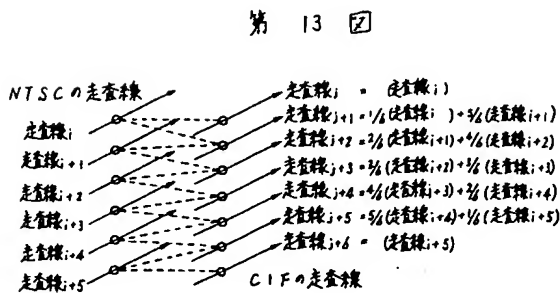 第 13 図
NTSCの走査線
走査線i
走査線i+1
走査線i+2
走査線i+3
走査線i+4
走査線i+5
走査線j = (走査線i)
走査線j+1 = 1/6(走査線i) + 5/6(走査線i+1)
走査線j+2 = 2/6(走査線i+1) + 4/6(走査線i+2)
走査線j+3 = 3/6(走査線i+2) + 3/6(走査線i+3)
走査線j+4 = 4/6(走査線i+3) + 2/6(走査線i+4)
走査線j+5 = 5/6(走査線i+4) + 1/6(走査線i+5)
走査線j+6 = (走査線i+5)
CIFの走査線